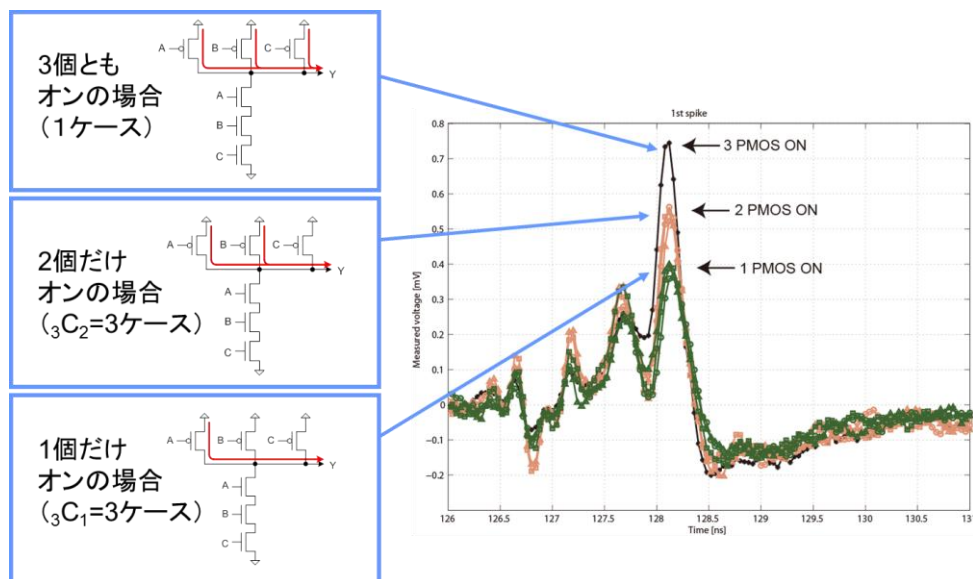 3個とも
オンの場合
(1ケース)
A
B
C
Y
A
B
C
2個だけ
オンの場合
(₃C₂=3ケース)
A
B
C
Y
A
B
C
1個だけ
オンの場合
(₃C₁=3ケース)
A
B
C
Y
A
B
C
1st spike
3 PMOS ON
2 PMOS ON
1 PMOS ON
Measured voltage [mV]
0.8
0.7
0.6
0.5
0.4
0.3
0.2
0.1
0
-0.1
-0.2
126
126.5
127
127.5
128
128.5
129
129.5
130
130.5
Time [ns]